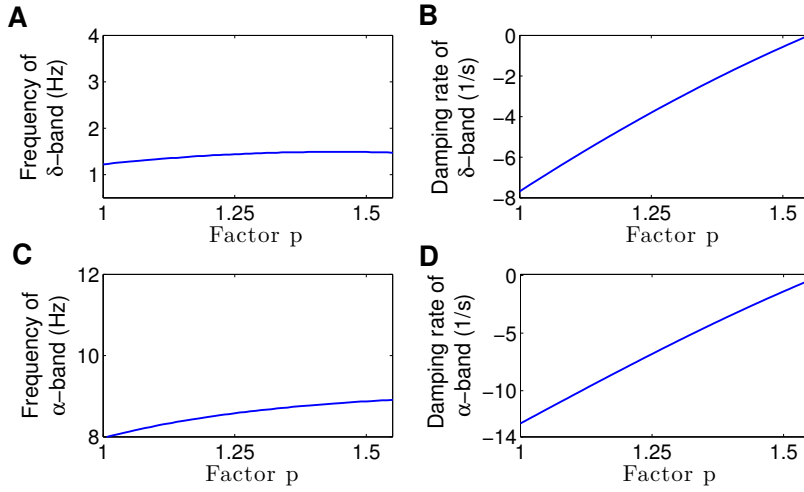 A
Frequency of
δ−band (Hz)
4
3
2
1
1
1.25
1.5
Factor p
B
Damping rate of
δ−band (1/s)
0
−2
−4
−6
−8
1
1.25
1.5
Factor p
C
Frequency of
α−band (Hz)
12
10
8
1
1.25
1.5
Factor p
D
Damping rate of
α−band (1/s)
0
−5
−10
−14
1
1.25
1.5
Factor p